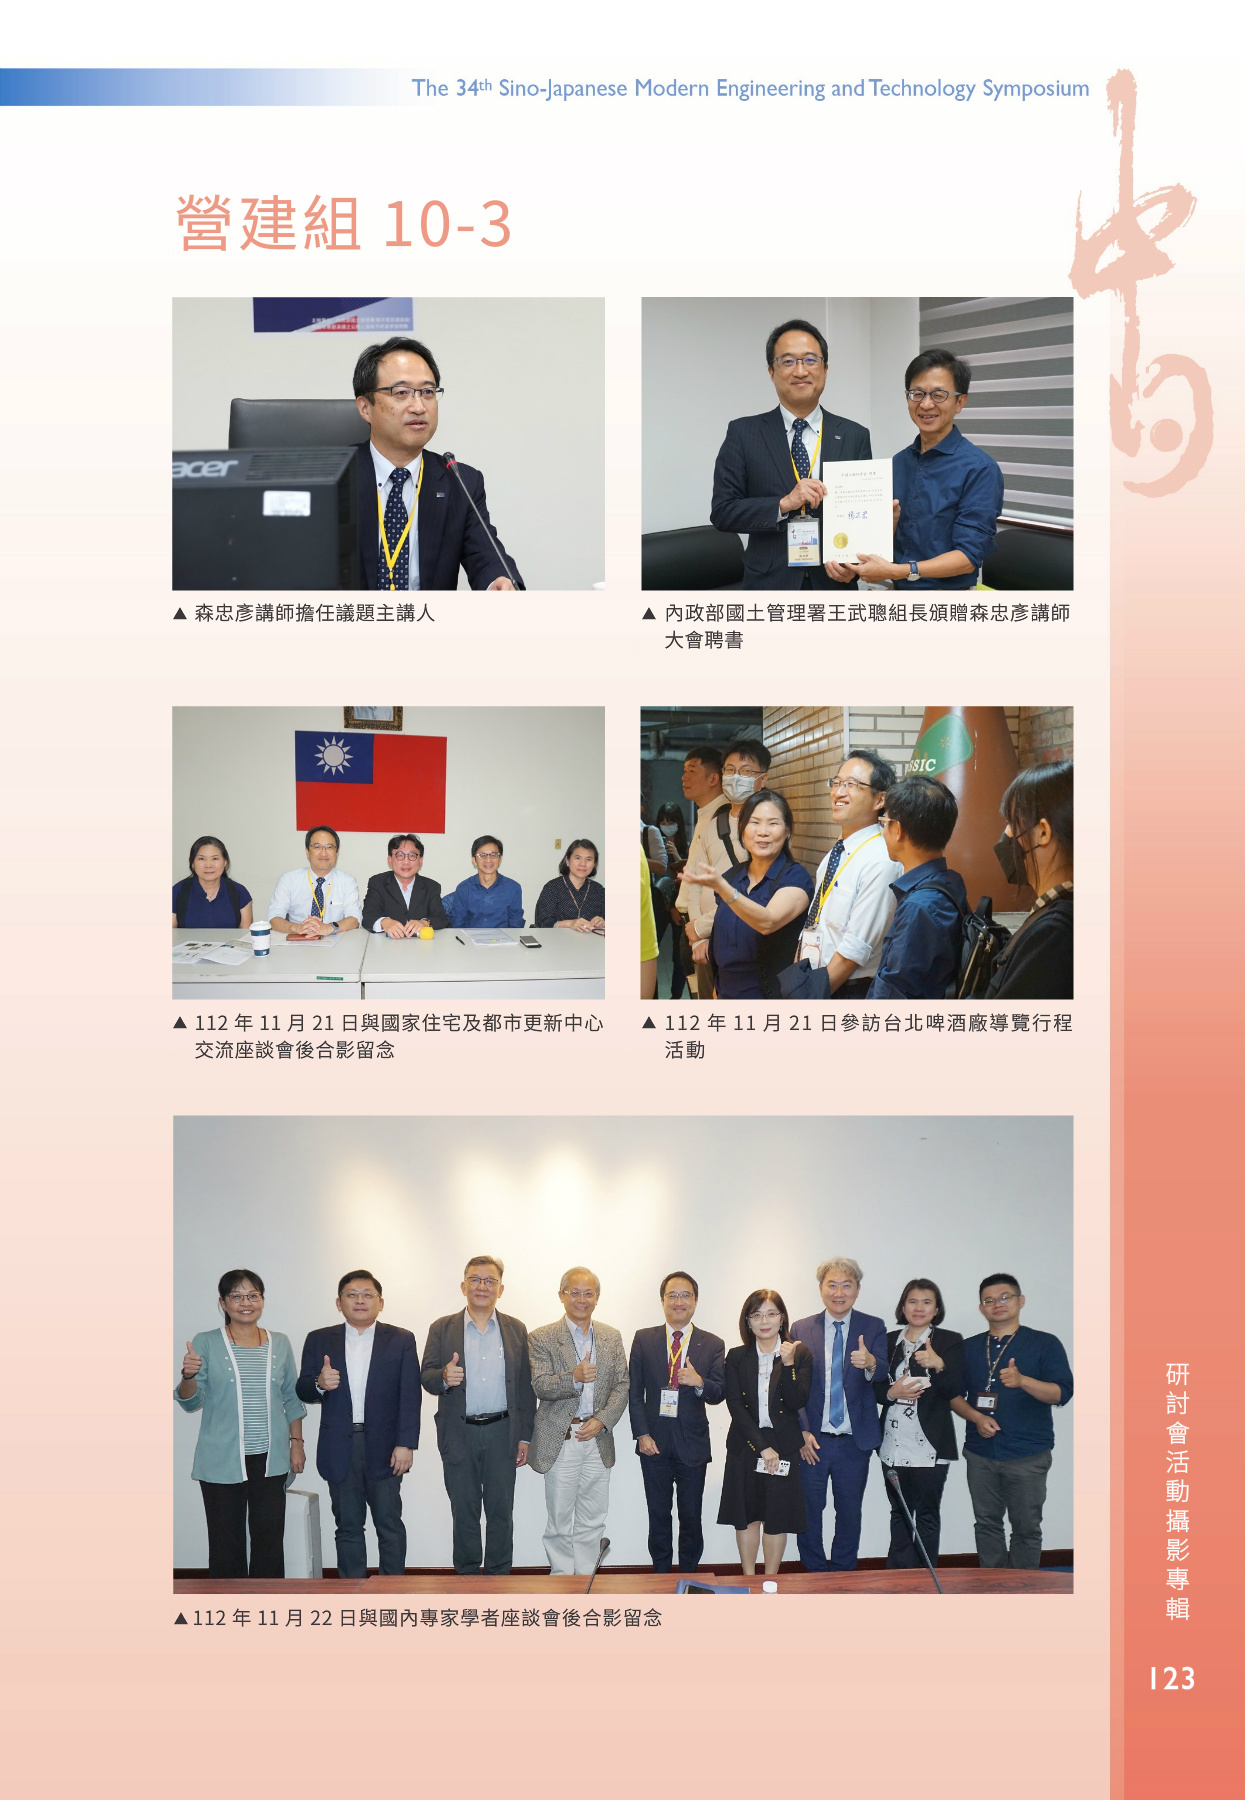 The 34th Sino-Japanese Modern Engineering and Technology Symposium
營建組 10-3
acer
▲ 森忠彥講師擔任議題主講人
▲ 內政部國土管理署王武聰組長頒贈森忠彥講師
大會聘書
SSIC
▲ 112 年 11 月 21 日與國家住宅及都市更新中心
交流座談會後合影留念
▲ 112 年 11 月 21 日參訪台北啤酒廠導覽行程
活動
▲112 年 11 月 22 日與國內專家學者座談會後合影留念
研討會活動攝影專輯
123